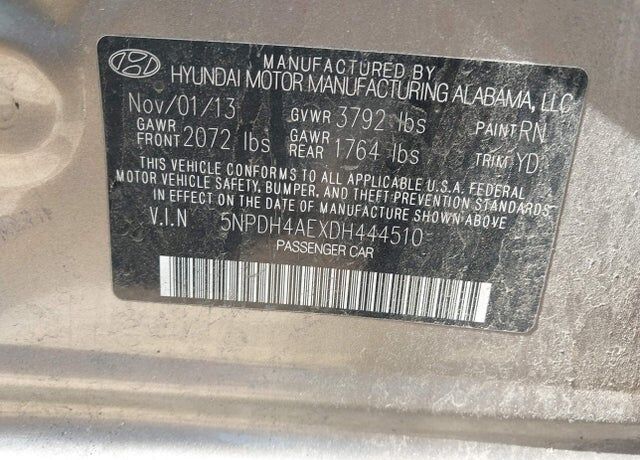 MANUFACTURED BY
HYUNDAI MOTOR MANUFACTURING ALABAMA, LLC
Nov/01/13 GVWR 3792 lbs PAINT RN
GAWR FRONT 2072 lbs GAWR REAR 1764 lbs TRIM YD
THIS VEHICLE CONFORMS TO ALL APPLICABLE U.S.A. FEDERAL
MOTOR VEHICLE SAFETY, BUMPER, AND THEFT PREVENTION STANDARDS
IN EFFECT ON THE DATE OF MANUFACTURE SHOWN ABOVE
V.I.N 5NPDH4AEXDH444510
PASSENGER CAR